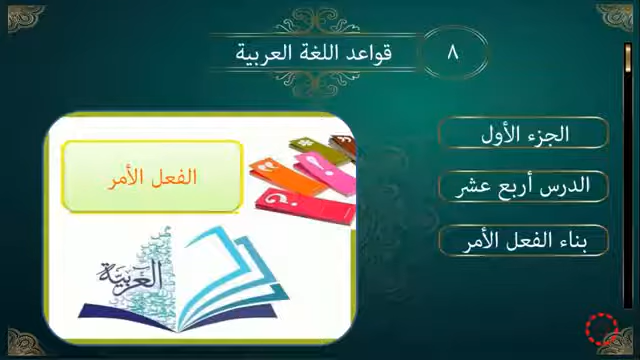 قواعد اللغة العربية
٨
الجزء الأول
الدرس أربع عشر
بناء الفعل الأمر
الفعل الأمر
العربية